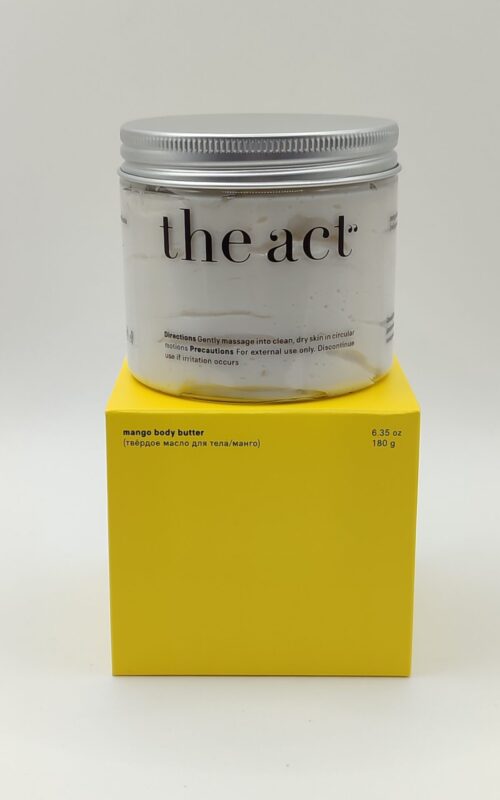 the act“
Directions Gently massage into clean, dry skin in circular
motions Precautions For external use only. Discontinue
use if irritation occurs
mango body butter
(твёрдое масло для тела/манго)
6.35 oz
180 g